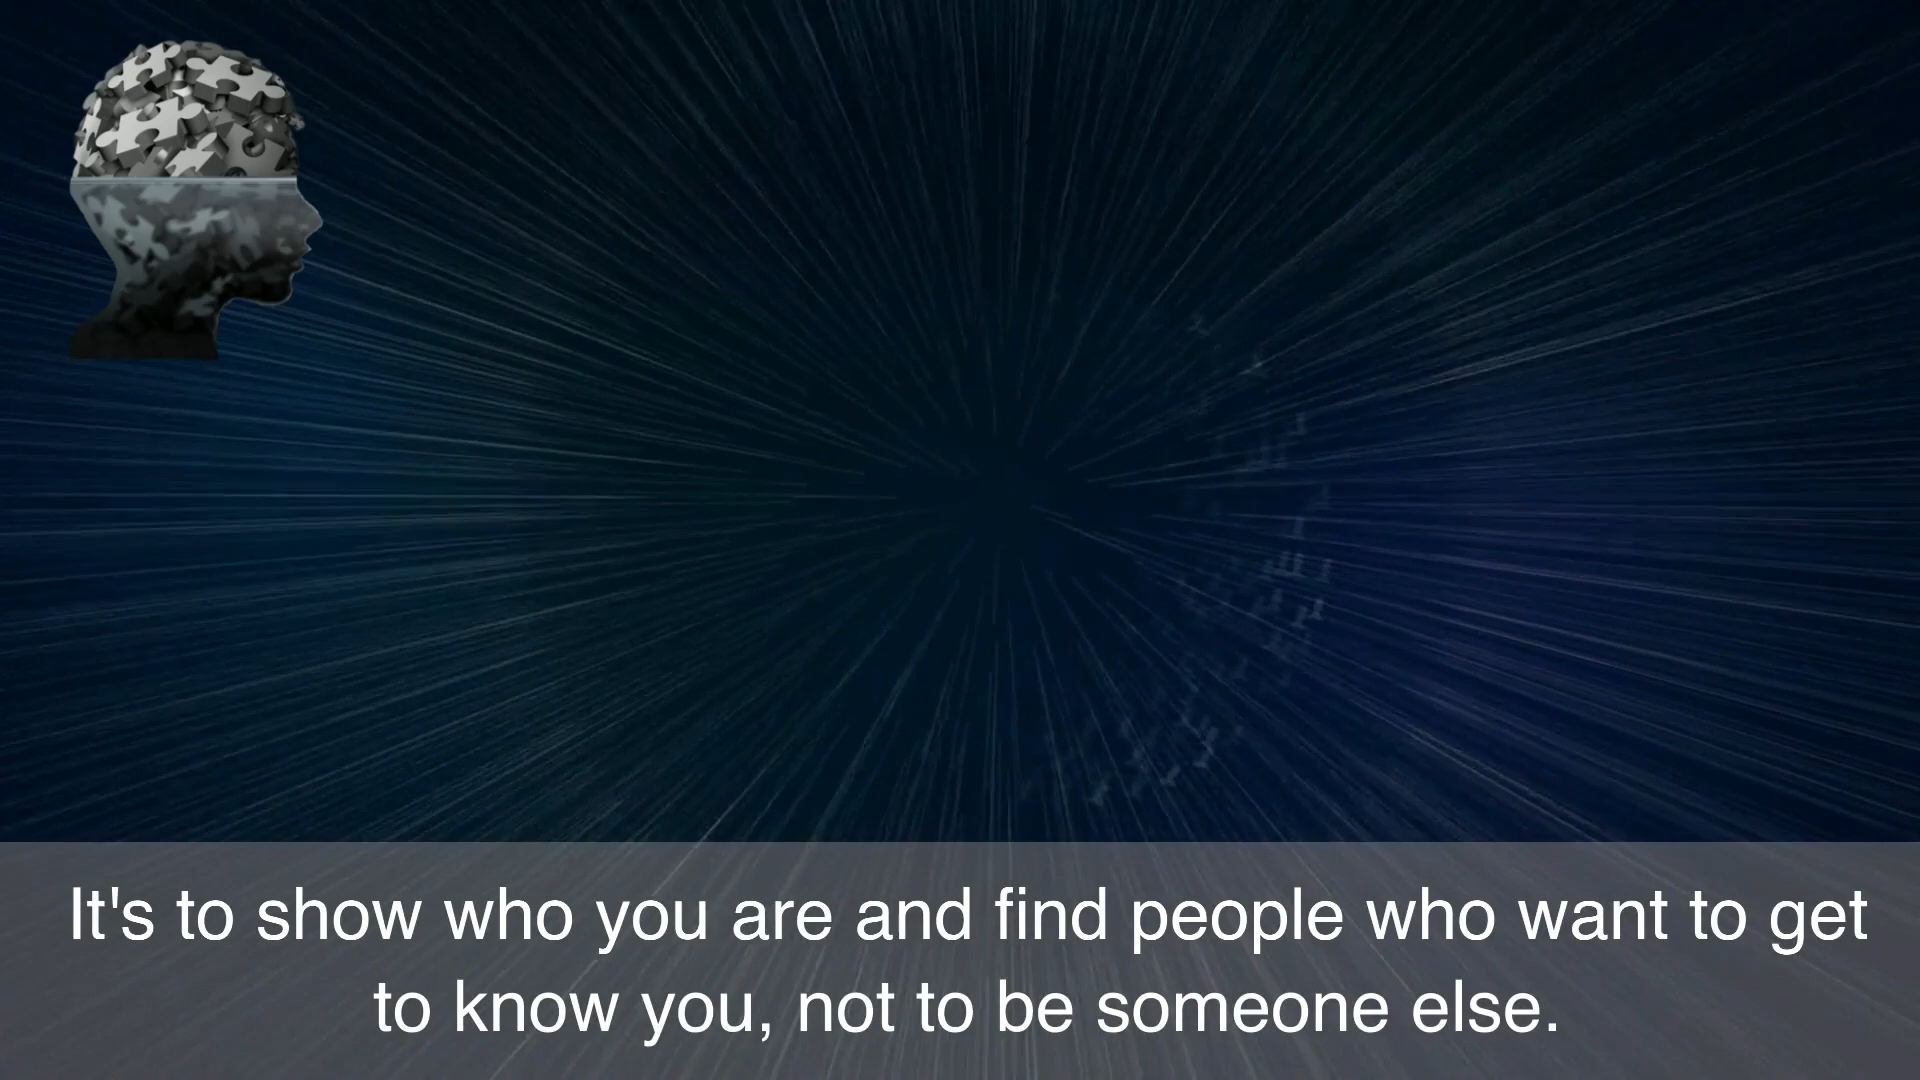 It's to show who you are and find people who want to get
to know you, not to be someone else.